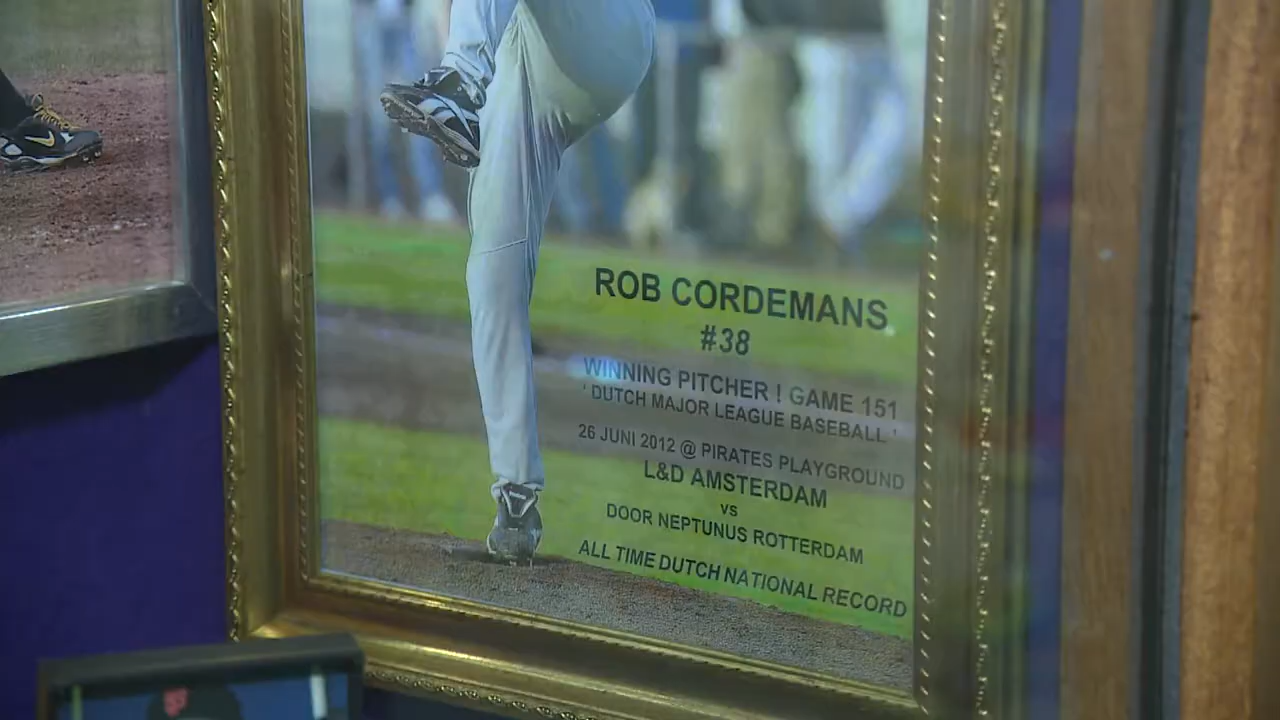 ROB CORDEMANS
#38
WINNING PITCHER ! GAME 151
' DUTCH MAJOR LEAGUE BASEBALL '
26 JUNI 2012 @ PIRATES PLAYGROUND
L&D AMSTERDAM
VS
DOOR NEPTUNUS ROTTERDAM
ALL TIME DUTCH NATIONAL RECORD